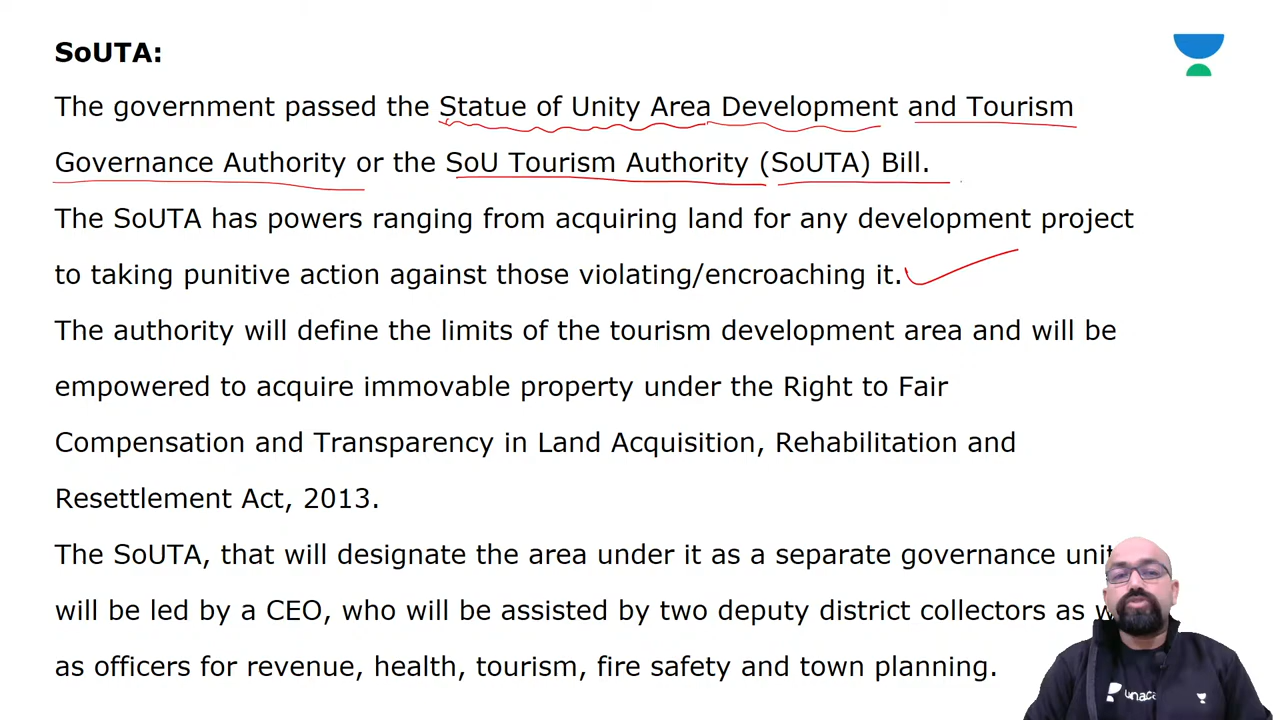 SoUTA:
The government passed the Statue of Unity Area Development and Tourism
Governance Authority or the SoU Tourism Authority (SoUTA) Bill.
The SoUTA has powers ranging from acquiring land for any development project
to taking punitive action against those violating/encroaching it.
The authority will define the limits of the tourism development area and will be
empowered to acquire immovable property under the Right to Fair
Compensation and Transparency in Land Acquisition, Rehabilitation and
Resettlement Act, 2013.
The SoUTA, that will designate the area under it as a separate governance unit
will be led by a CEO, who will be assisted by two deputy district collectors as
as officers for revenue, health, tourism, fire safety and town planning.